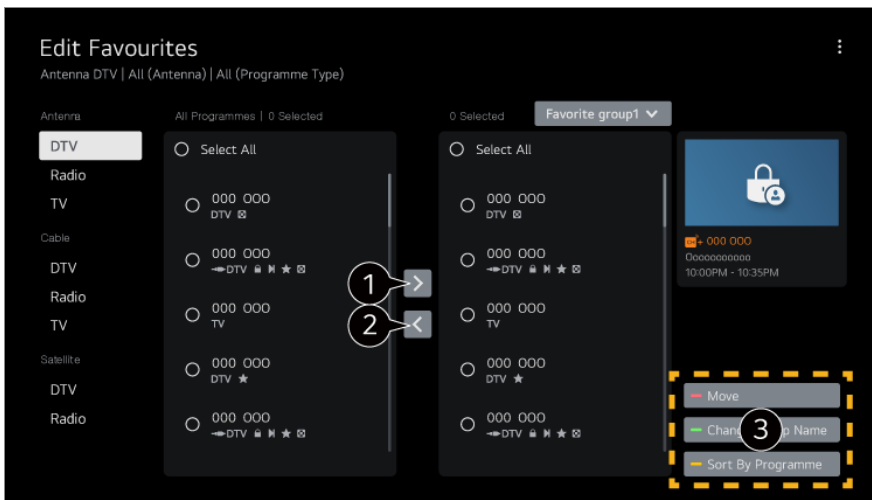 Edit Favourites
Antenna DTV | All (Antenna) | All (Programme Type)
Antenna
DTV
Radio
TV
Cable
DTV
Radio
TV
Satellite
DTV
Radio
All Programmes | 0 Selected
Select All
000 000
DTV
000 000
DTV
000 000
TV
000 000
DTV
000 000
DTV
1
2
0 Selected
Favorite group1
Select All
000 000
DTV
000 000
DTV
000 000
TV
000 000
DTV
000 000
DTV
+ 000 000
Oooooooooo
10:00PM - 10:35PM
Move
Name
Sort By Programme
3